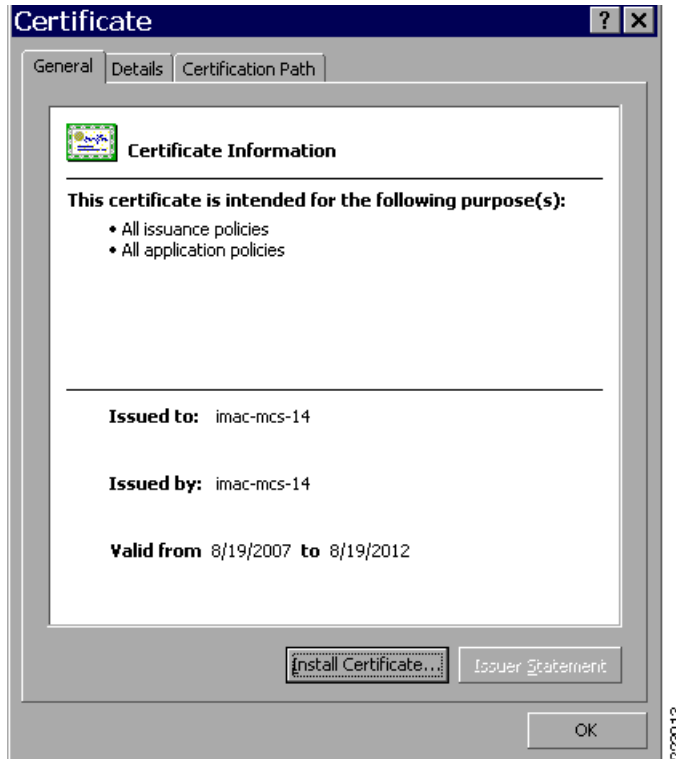 Certificate
General Details Certification Path
Certificate Information
This certificate is intended for the following purpose(s):
• All issuance policies
• All application policies
Issued to: imac-mcs-14
Issued by: imac-mcs-14
Valid from 8/19/2007 to 8/19/2012
Install Certificate... Issuer Statement
OK